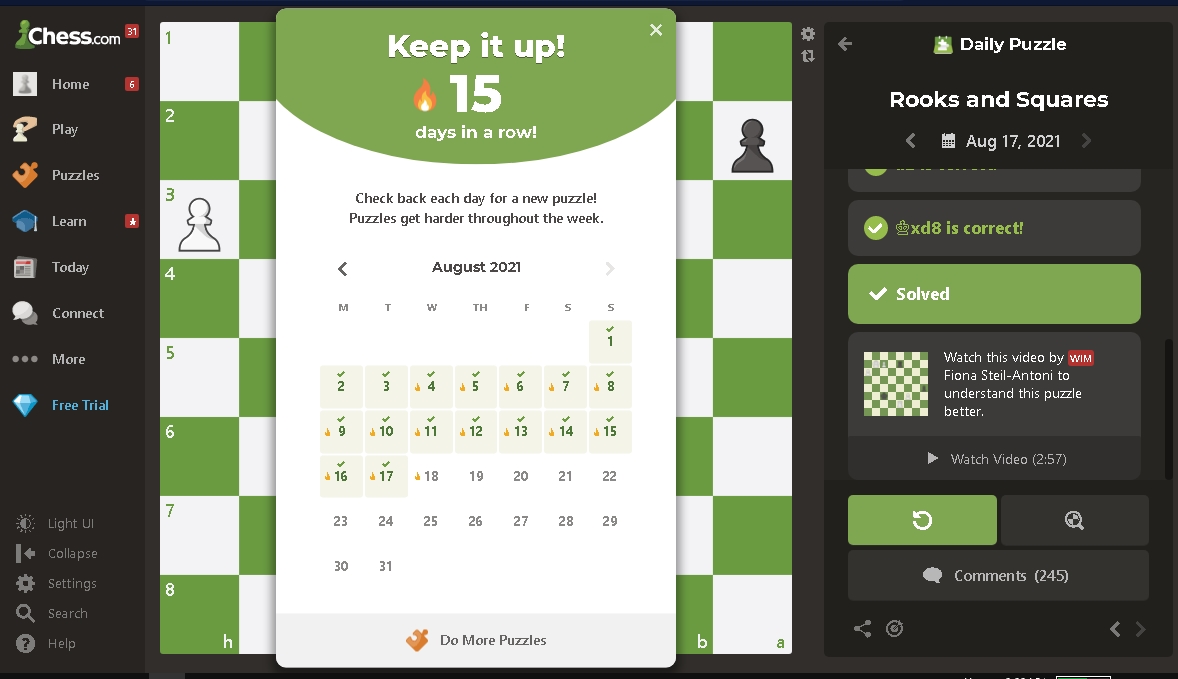 Chess.com 31
Home 6
Play
Puzzles
Learn
Today
Connect
More
Free Trial
Light UI
Collapse
Settings
Search
Help
1
2
3
4
5
6
7
8
h
b
a
Keep it up!
15
days in a row!
Check back each day for a new puzzle!
Puzzles get harder throughout the week.
August 2021
M T W TH F S S
1
2 3 4 5 6 7 8
9 10 11 12 13 14 15
16 17 18 19 20 21 22
23 24 25 26 27 28 29
30 31
Do More Puzzles
Daily Puzzle
Rooks and Squares
Aug 17, 2021
xd8 is correct!
Solved
Watch this video by WIM
Fiona Steil-Antoni to
understand this puzzle
better.
Watch Video (2:57)
Comments (245)